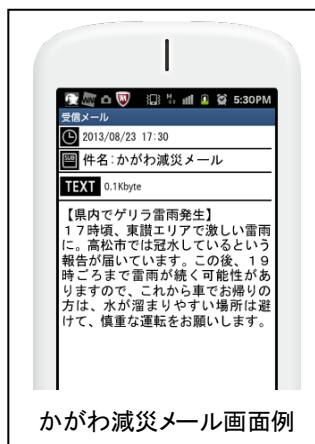 5:30PM
受信メール
2013/08/23 17:30
件名:かがわ減災メール
TEXT 0.1Kbyte
【県内でゲリラ雷雨発生】
17時頃、東讃エリアで激しい雷雨
に。高松市では冠水しているという
報告が届いています。この後、19
時ごろまで雷雨が続く可能性があ
りますので、これから車でお帰りの
方は、水が溜まりやすい場所は避
けて、慎重な運転をお願いします。
かがわ減災メール画面例